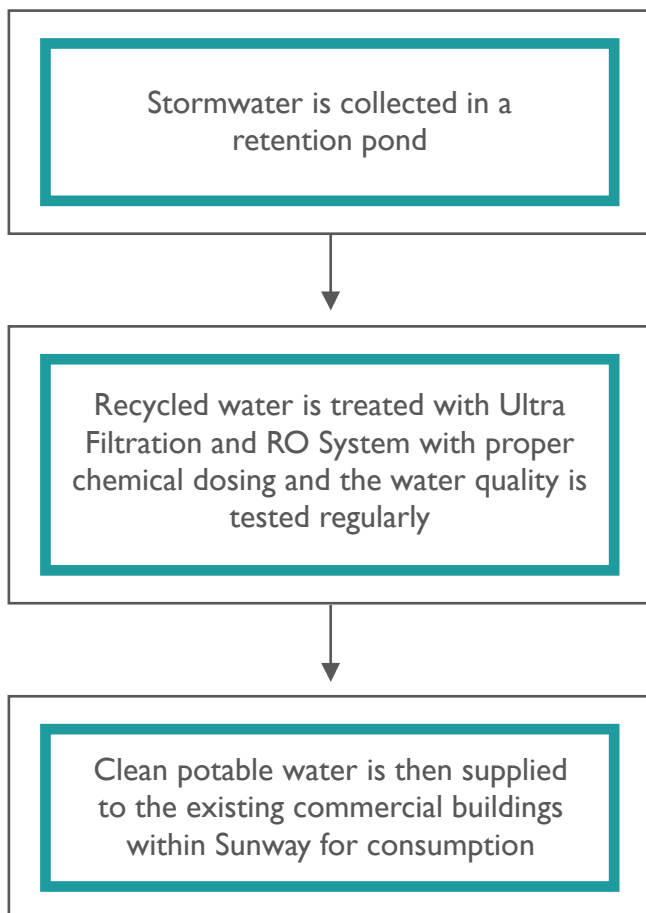 Stormwater is collected in a
retention pond
Recycled water is treated with Ultra
Filtration and RO System with proper
chemical dosing and the water quality is
tested regularly
Clean potable water is then supplied
to the existing commercial buildings
within Sunway for consumption